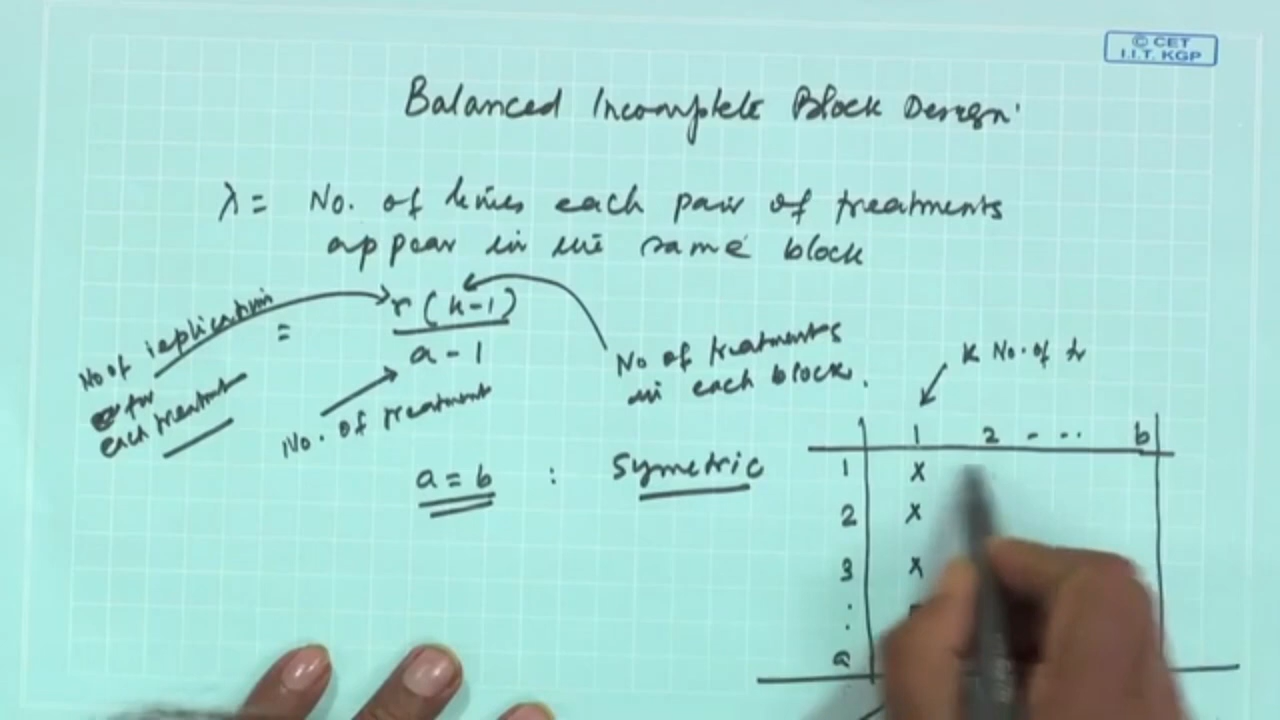 © CET
I.I.T. KGP
Balanced Incomplete Block Design
λ = No. of times each pair of treatments
appear in the same block
= r (k-1)
a - 1
No of replication
for
each treatment
No. of treatment
No of treatments
in each block.
a = b : Symetric
K No. of tr
1 2 - .. b
1 X
2 X
3 X
:
a